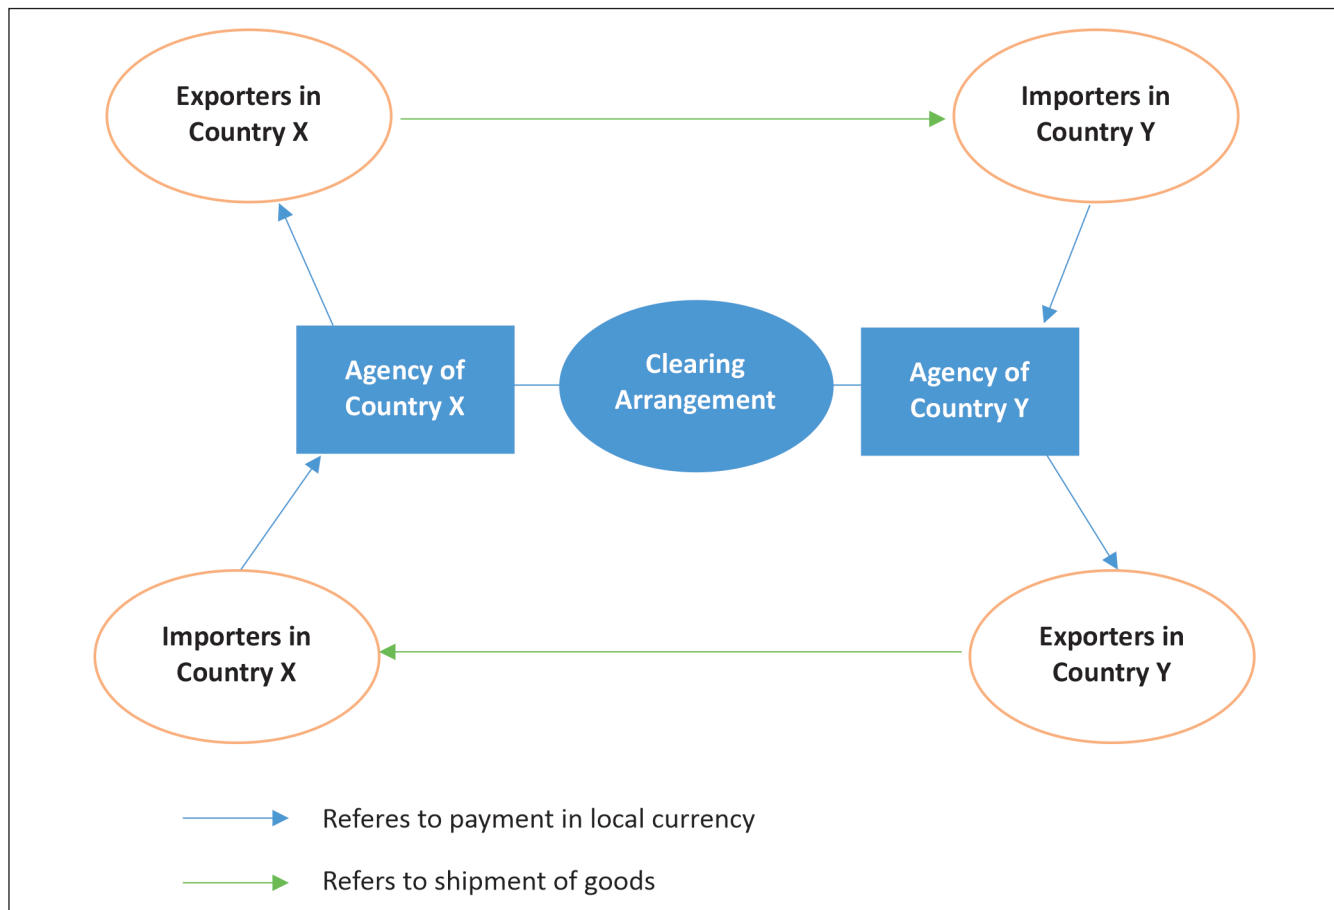 Exporters in
Country X
Importers in
Country Y
Agency of
Country X
Clearing
Arrangement
Agency of
Country Y
Importers in
Country X
Exporters in
Country Y
Referes to payment in local currency
Refers to shipment of goods